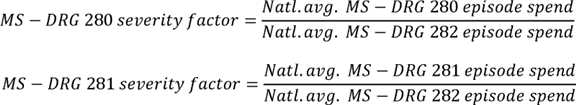 MS − DRG 280 severity factor = Natl.avg. MS − DRG 280 episode spend / Natl.avg. MS − DRG 282 episode spend
MS − DRG 281 severity factor = Natl.avg. MS − DRG 281 episode spend / Natl.avg. MS − DRG 282 episode spend